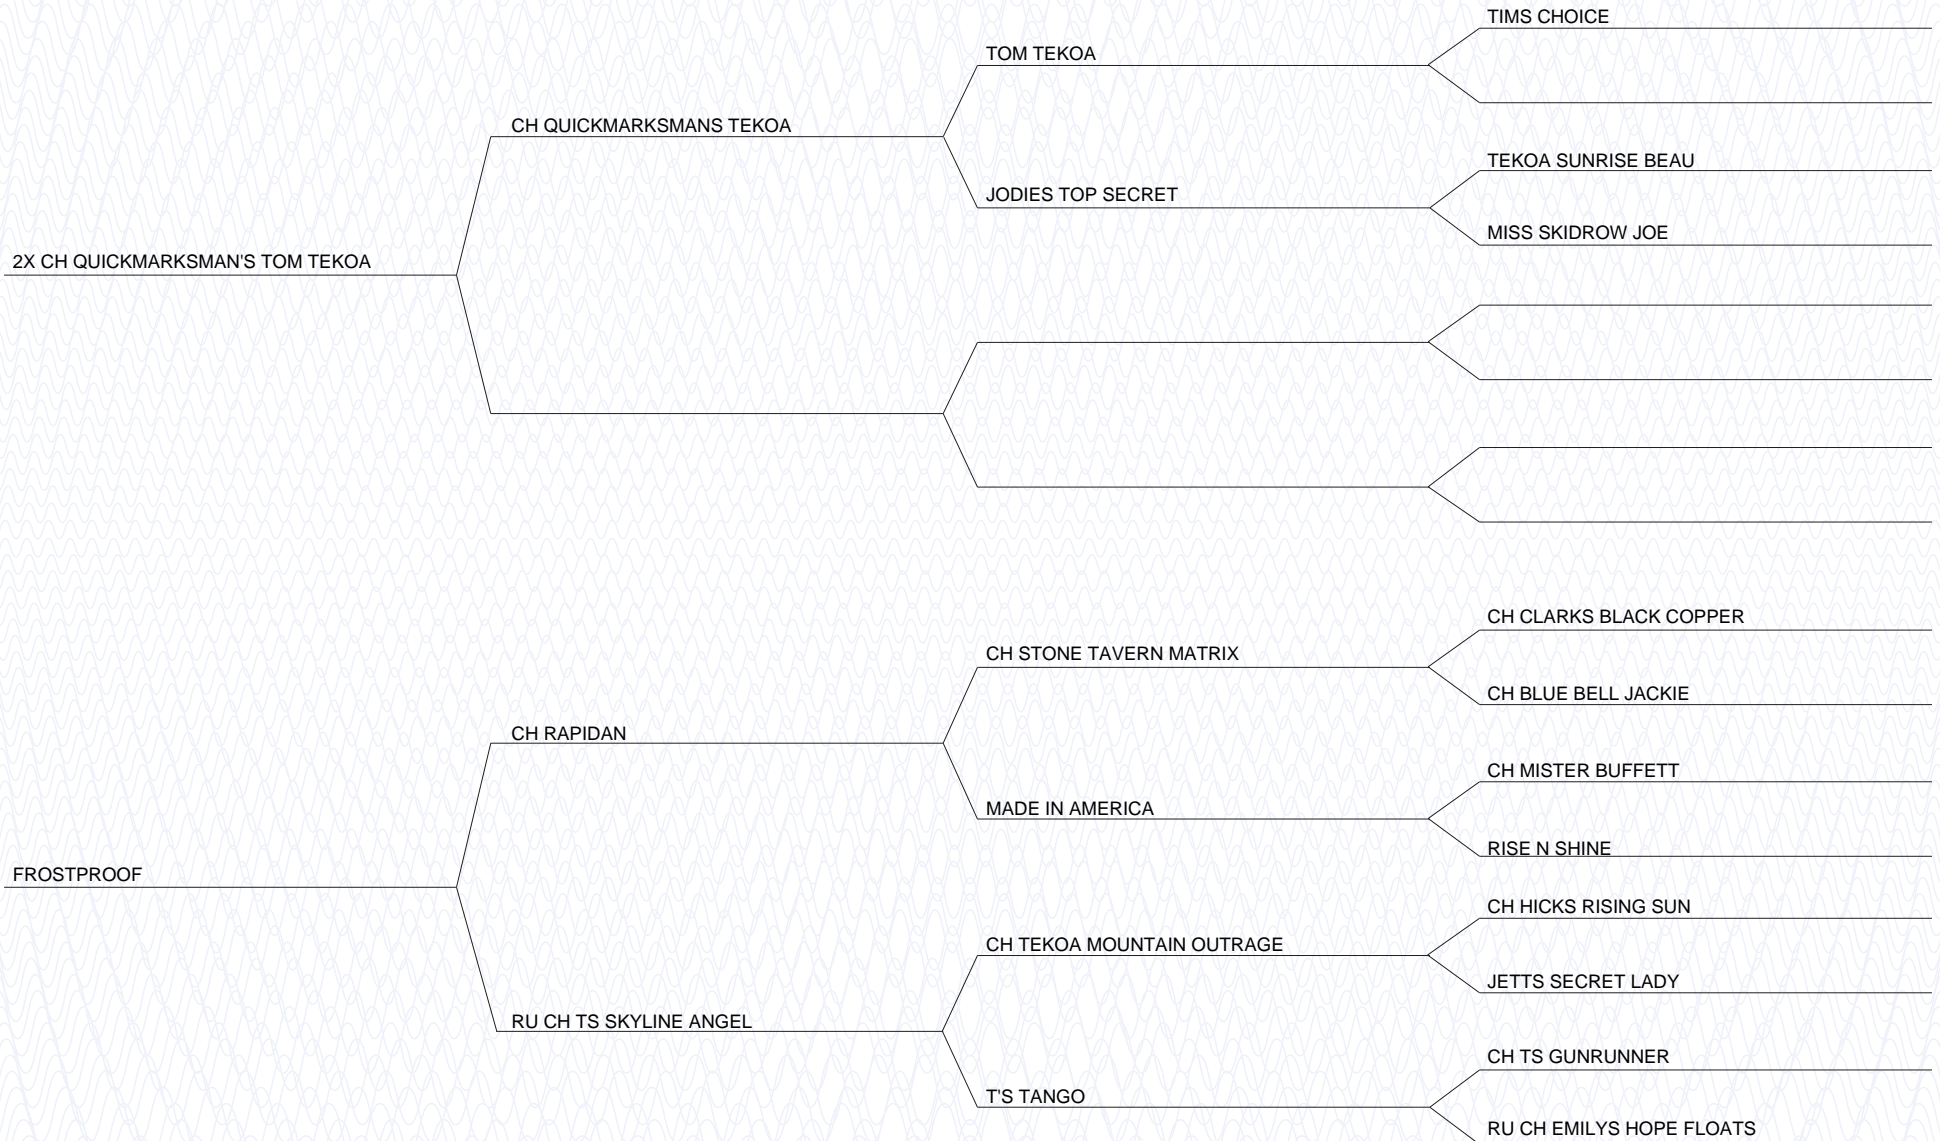 TIMS CHOICE
TOM TEKOA
CH QUICKMARKSMANS TEKOA
TEKOA SUNRISE BEAU
JODIES TOP SECRET
MISS SKIDROW JOE
2X CH QUICKMARKSMAN'S TOM TEKOA
CH CLARKS BLACK COPPER
CH STONE TAVERN MATRIX
CH BLUE BELL JACKIE
CH RAPIDAN
CH MISTER BUFFETT
MADE IN AMERICA
RISE N SHINE
FROSTPROOF
CH HICKS RISING SUN
CH TEKOA MOUNTAIN OUTRAGE
JETTS SECRET LADY
RU CH TS SKYLINE ANGEL
CH TS GUNRUNNER
T'S TANGO
RU CH EMILYS HOPE FLOATS